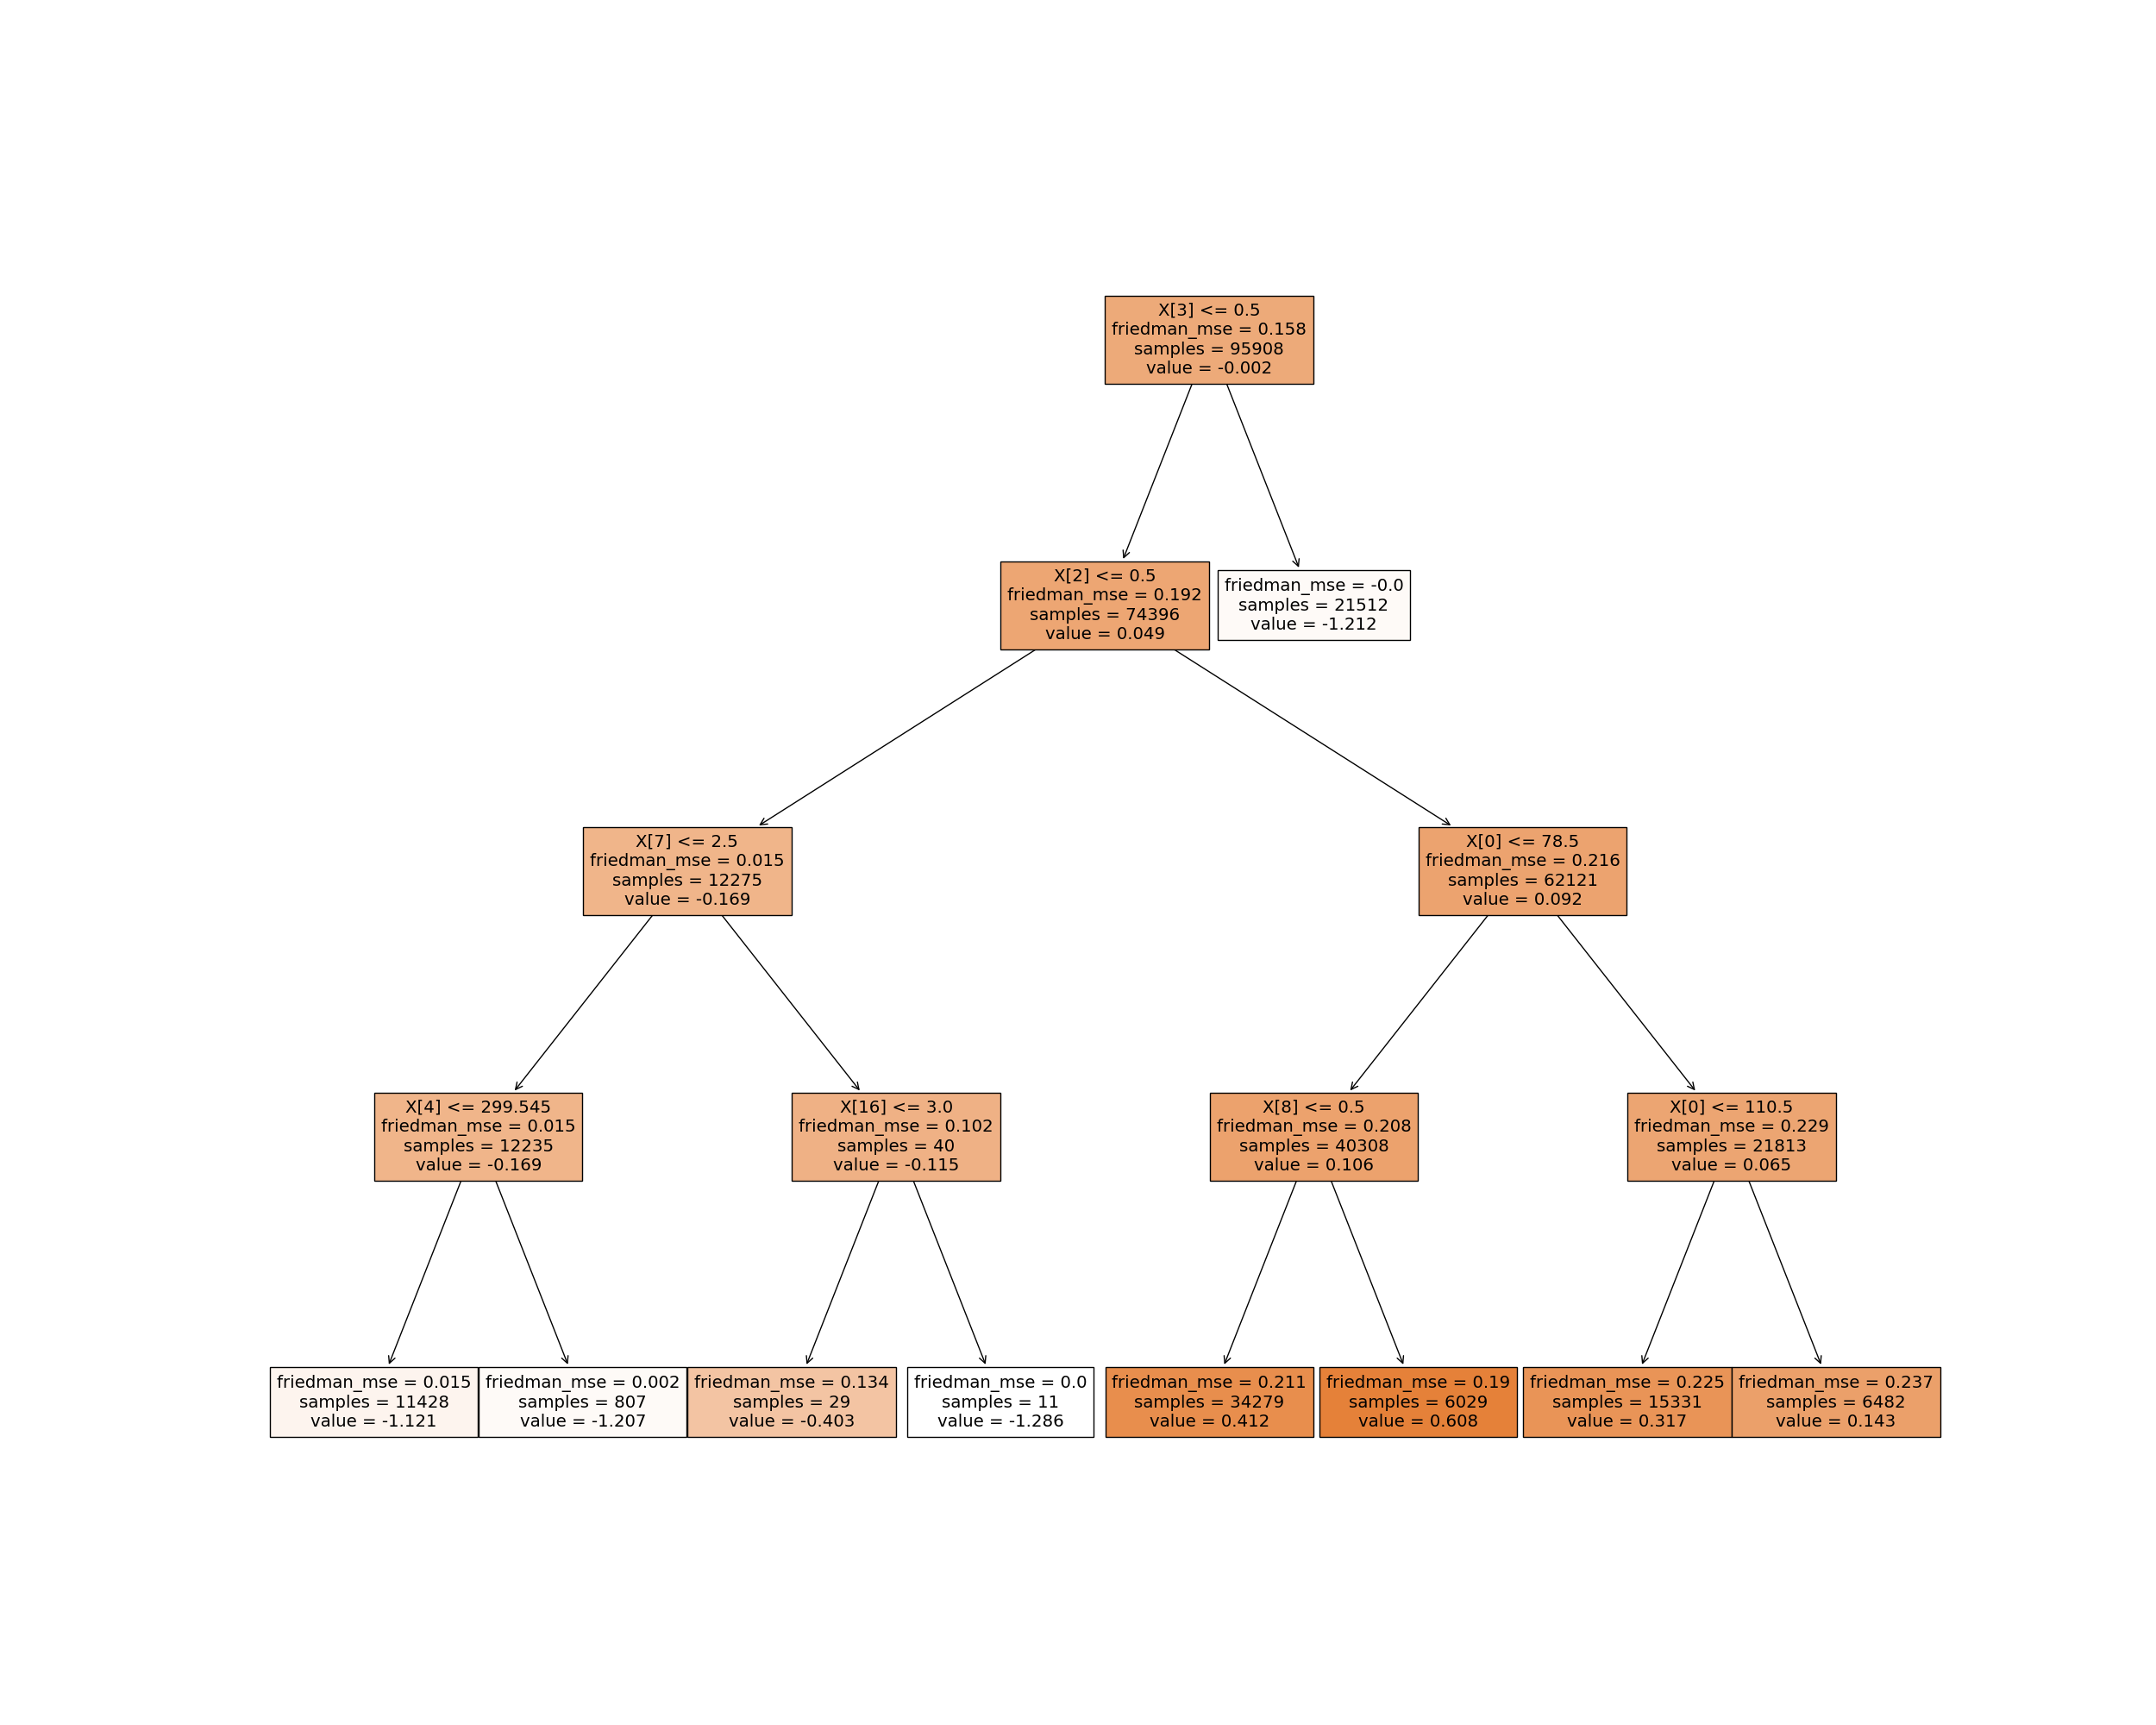 X[3] <= 0.5
friedman_mse = 0.158
samples = 95908
value = -0.002
X[2] <= 0.5
friedman_mse = 0.192
samples = 74396
value = 0.049
friedman_mse = -0.0
samples = 21512
value = -1.212
X[7] <= 2.5
friedman_mse = 0.015
samples = 12275
value = -0.169
X[0] <= 78.5
friedman_mse = 0.216
samples = 62121
value = 0.092
X[4] <= 299.545
friedman_mse = 0.015
samples = 12235
value = -0.169
X[16] <= 3.0
friedman_mse = 0.102
samples = 40
value = -0.115
X[8] <= 0.5
friedman_mse = 0.208
samples = 40308
value = 0.106
X[0] <= 110.5
friedman_mse = 0.229
samples = 21813
value = 0.065
friedman_mse = 0.015
samples = 11428
value = -1.121
friedman_mse = 0.002
samples = 807
value = -1.207
friedman_mse = 0.134
samples = 29
value = -0.403
friedman_mse = 0.0
samples = 11
value = -1.286
friedman_mse = 0.211
samples = 34279
value = 0.412
friedman_mse = 0.19
samples = 6029
value = 0.608
friedman_mse = 0.225
samples = 15331
value = 0.317
friedman_mse = 0.237
samples = 6482
value = 0.143